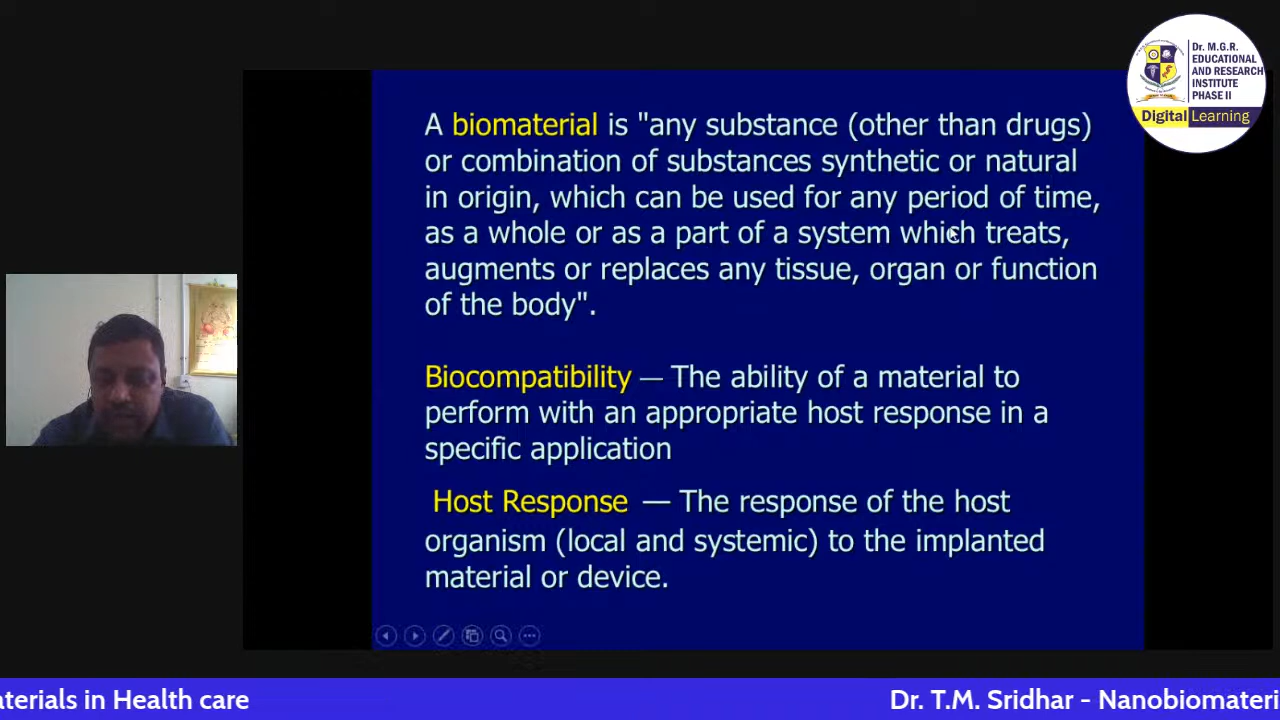 Dr. M.G.R.
EDUCATIONAL
AND RESEARCH
INSTITUTE
PHASE II
Digital Learning
A biomaterial is "any substance (other than drugs)
or combination of substances synthetic or natural
in origin, which can be used for any period of time,
as a whole or as a part of a system which treats,
augments or replaces any tissue, organ or function
of the body".
Biocompatibility — The ability of a material to
perform with an appropriate host response in a
specific application
Host Response — The response of the host
organism (local and systemic) to the implanted
material or device.
aterials in Health care
Dr. T.M. Sridhar - Nanobiomateri